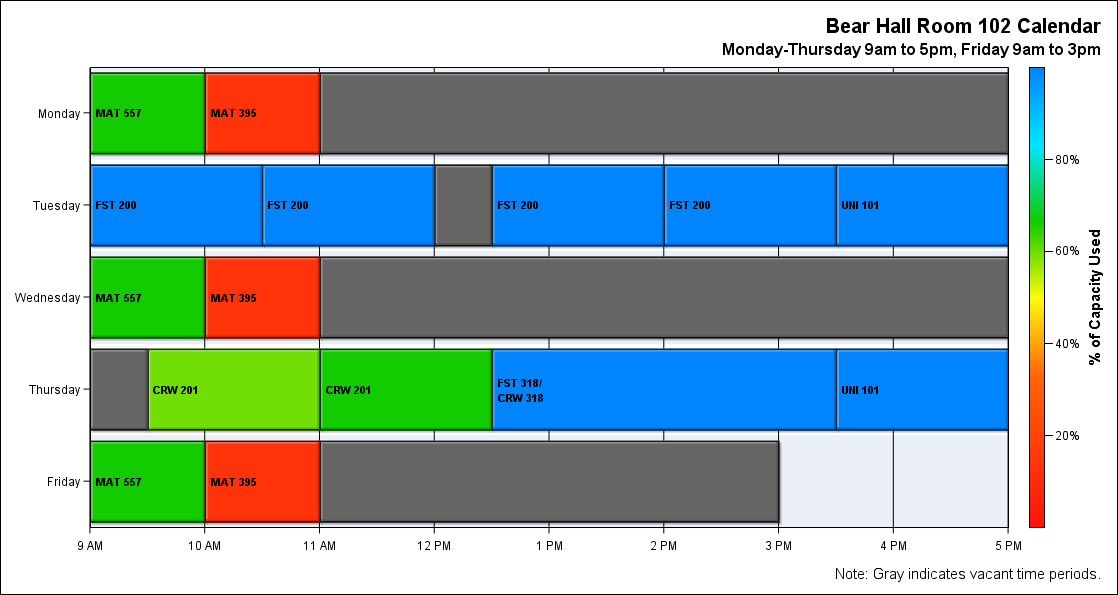 Bear Hall Room 102 Calendar
Monday-Thursday 9am to 5pm, Friday 9am to 3pm
Monday
MAT 557
MAT 395
Tuesday
FST 200
FST 200
FST 200
FST 200
UNI 101
Wednesday
MAT 557
MAT 395
Thursday
CRW 201
CRW 201
FST 318/
CRW 318
UNI 101
Friday
MAT 557
MAT 395
9 AM
10 AM
11 AM
12 PM
1 PM
2 PM
3 PM
4 PM
5 PM
80%
60%
40%
20%
% of Capacity Used
Note: Gray indicates vacant time periods.